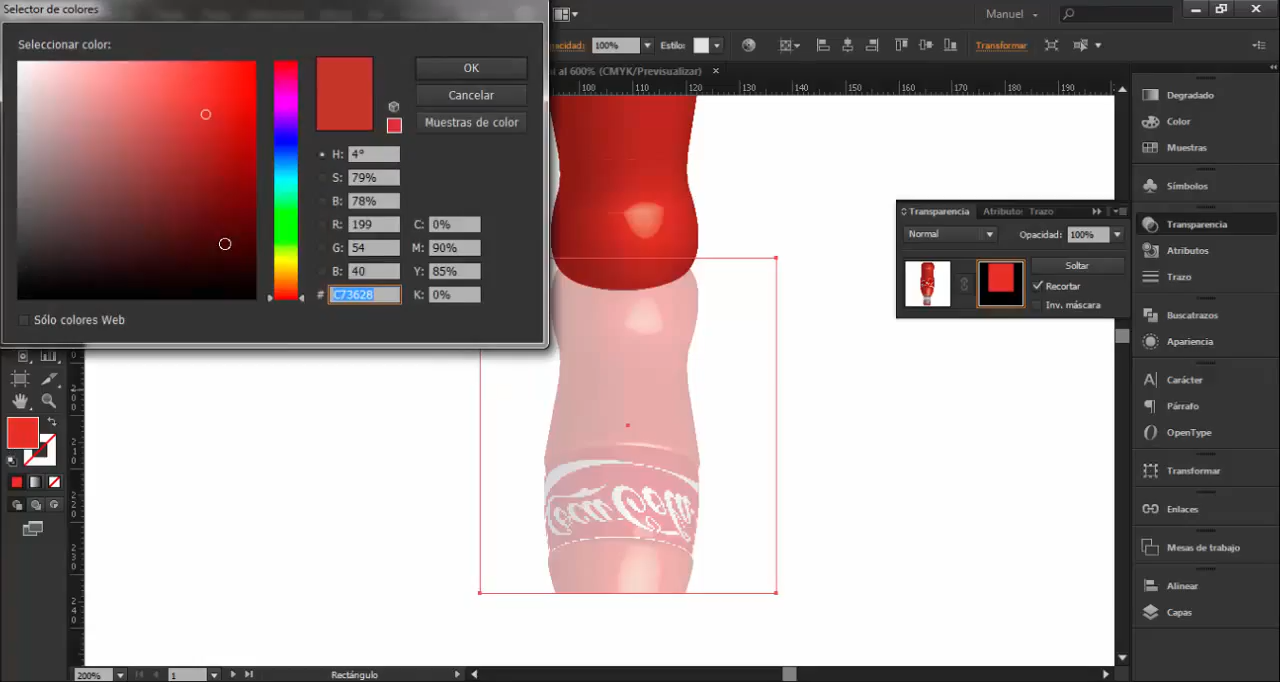 Selector de colores
Seleccionar color:
OK
Cancelar
Muestras de color
H: 4°
S: 79%
B: 78%
R: 199 C: 0%
G: 54 M: 90%
B: 40 Y: 85%
# C73628 K: 0%
Sólo colores Web
Manuel
acidad: 100% Estilo: Transformar
al 600% (CMYK/Previsualizar) ×
100 110 120 130 140 150 160 170 180 190
Transparencia Atributo: Trazo
Normal Opacidad: 100%
Soltar
Recortar
Inv. máscara
Degradado
Color
Muestras
Símbolos
Transparencia
Atributos
Trazo
Buscatrazos
Apariencia
Carácter
Párrafo
OpenType
Transformar
Enlaces
Mesas de trabajo
Alinear
Capas
Coca Cola
200% 1 Rectángulo